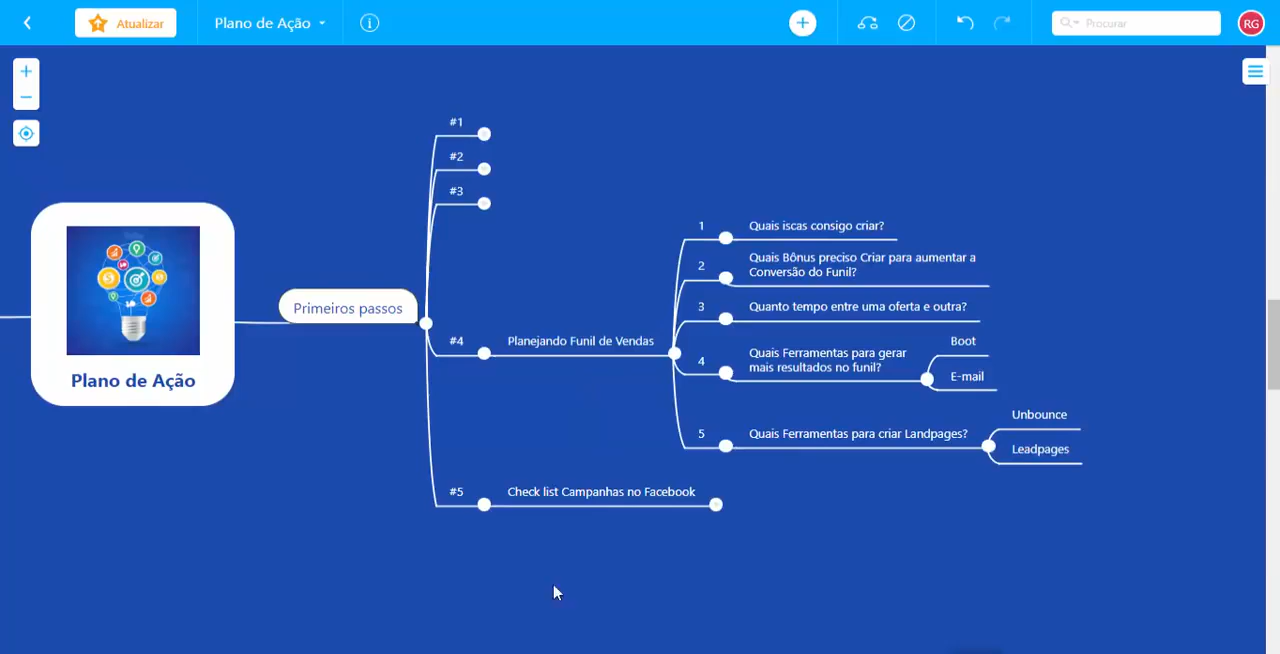 Atualizar
Plano de Ação
Procurar
RG
Plano de Ação
Primeiros passos
#1
#2
#3
#4
Planejando Funil de Vendas
1
Quais iscas consigo criar?
2
Quais Bônus preciso Criar para aumentar a
Conversão do Funil?
3
Quanto tempo entre uma oferta e outra?
4
Quais Ferramentas para gerar
mais resultados no funil?
Boot
E-mail
5
Quais Ferramentas para criar Landpages?
Unbounce
Leadpages
#5
Check list Campanhas no Facebook